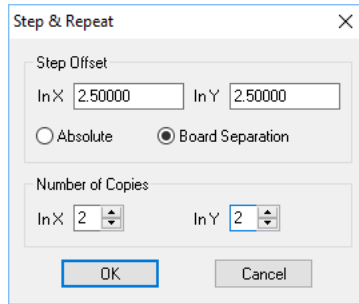 Step & Repeat
Step Offset
In X 2.50000 In Y 2.50000
Absolute Board Separation
Number of Copies
In X 2 In Y 2
OK Cancel